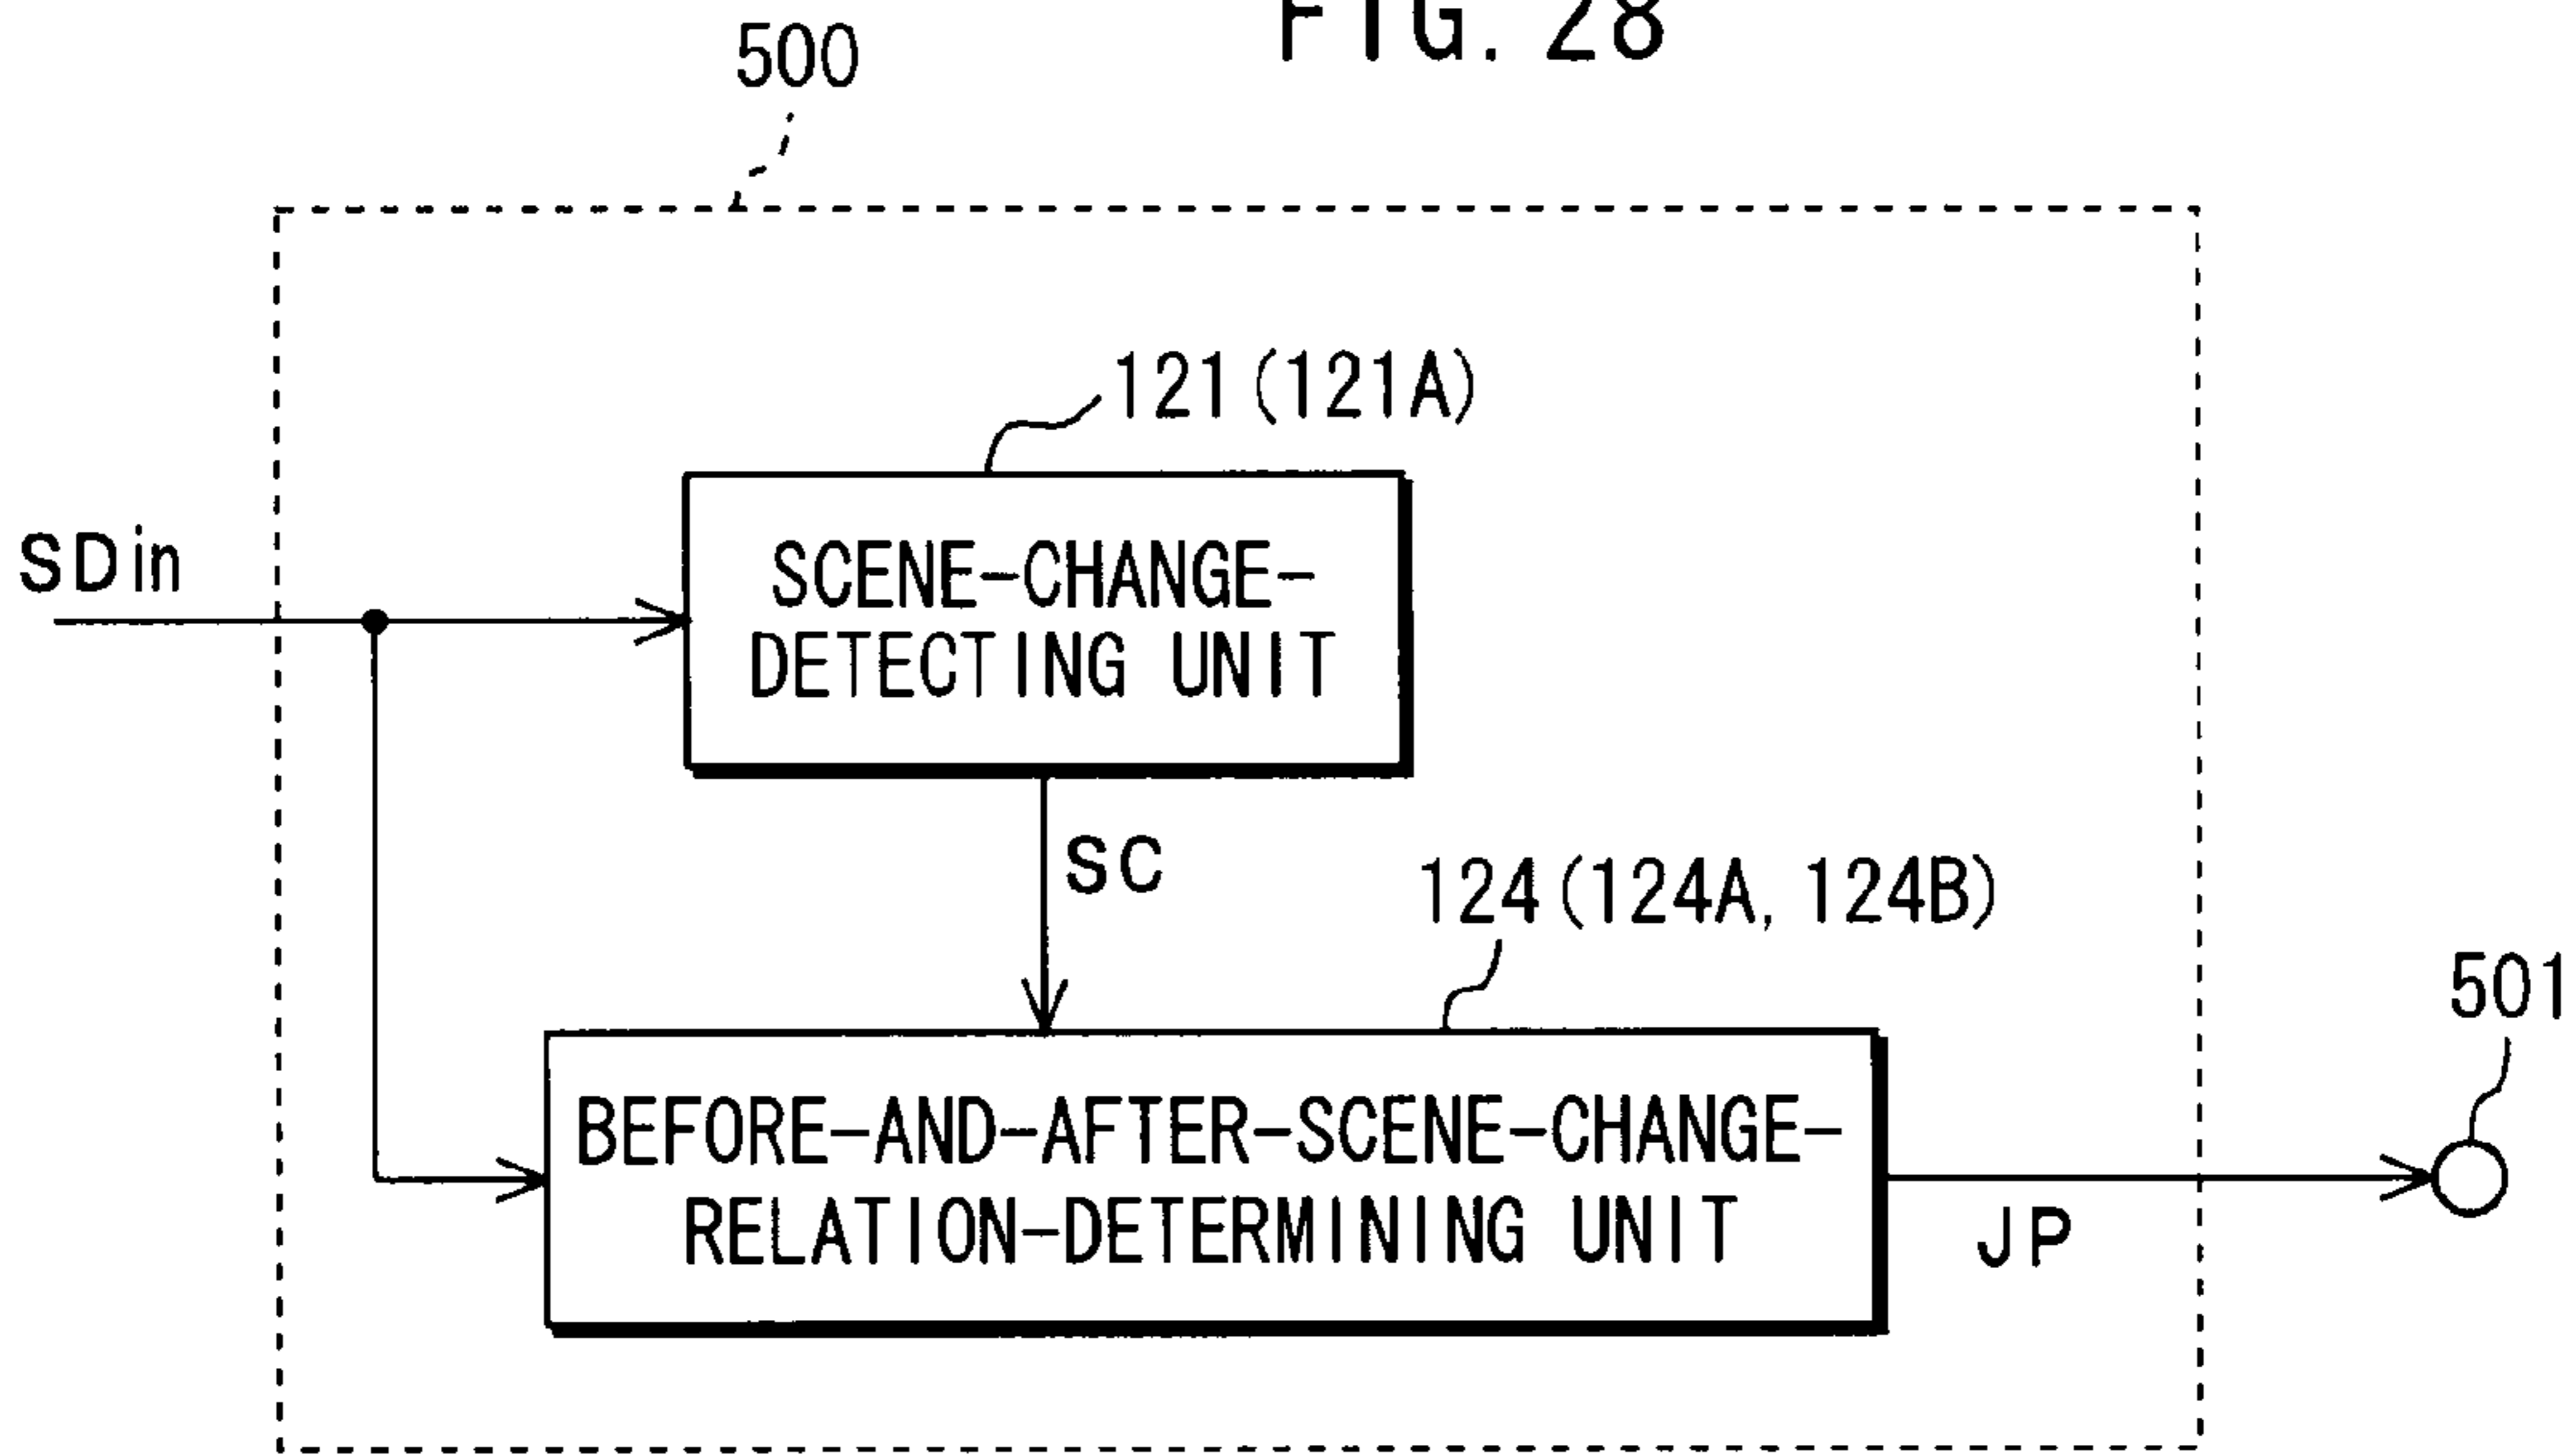 FIG. 28
500
121 (121A)
SDin
SCENE-CHANGE-
DETECTING UNIT
SC
124 (124A, 124B)
501
BEFORE-AND-AFTER-SCENE-CHANGE-
RELATION-DETERMINING UNIT
JP